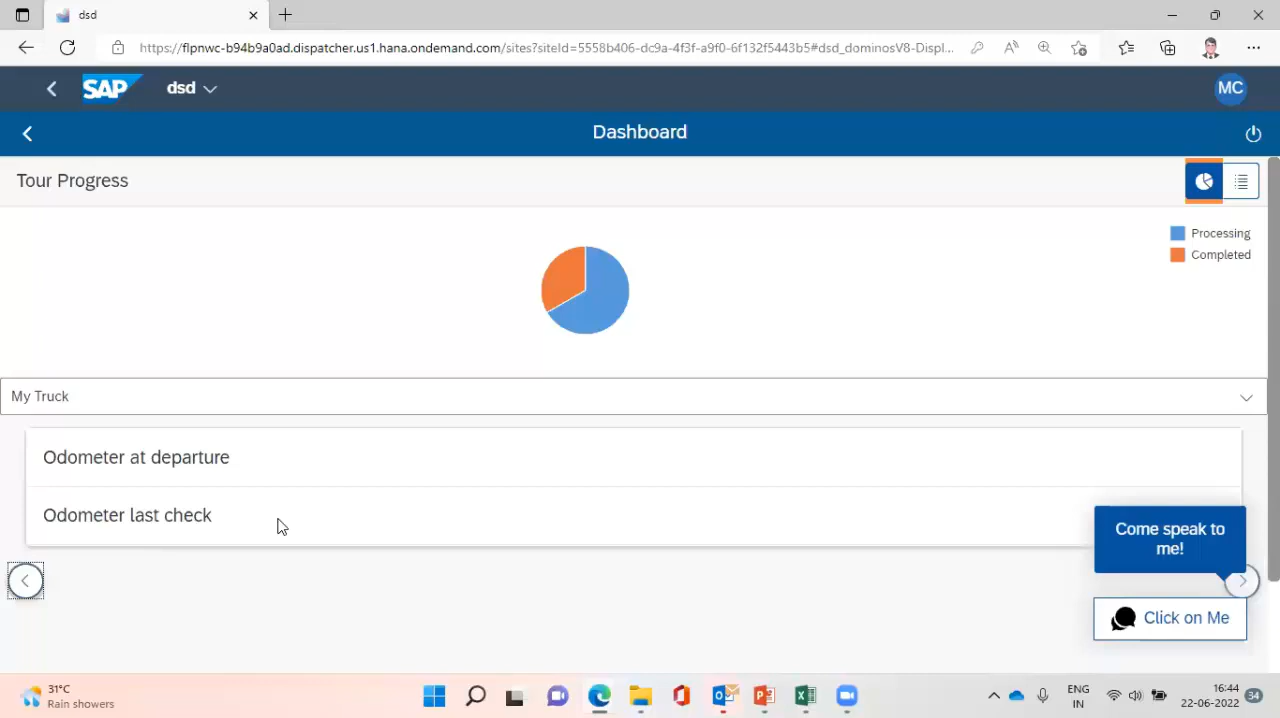 dsd
https://flpnwc-b94b9a0ad.dispatcher.us1.hana.ondemand.com/sites?siteId=5558b406-dc9a-4f3f-a9f0-6f132f5443b5#dsd_dominosV8-Displ...
SAP dsd MC
Dashboard
Tour Progress
Processing
Completed
My Truck
Odometer at departure
Odometer last check
Come speak to
me!
Click on Me
31°C
Rain showers
ENG
IN
16:44
22-06-2022
34